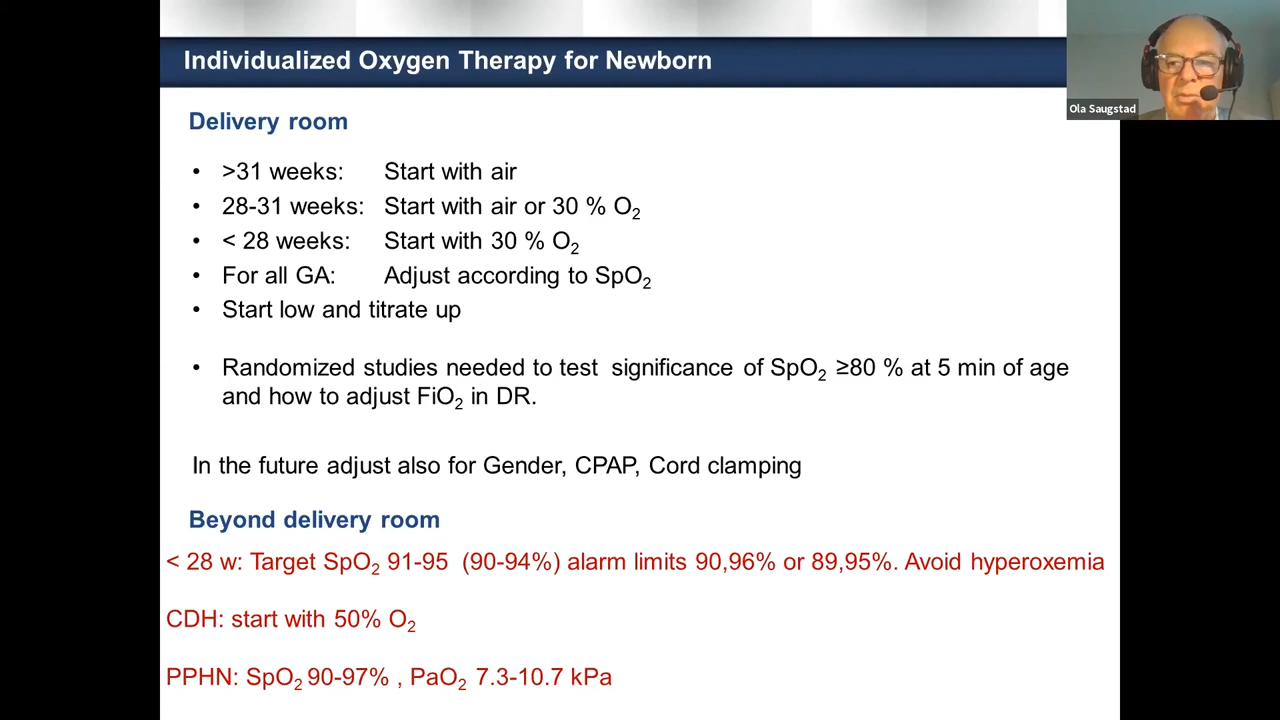 Individualized Oxygen Therapy for Newborn
Ola Saugstad
Delivery room
• >31 weeks: Start with air
• 28-31 weeks: Start with air or 30 % O₂
• < 28 weeks: Start with 30 % O₂
• For all GA: Adjust according to SpO₂
• Start low and titrate up
• Randomized studies needed to test significance of SpO₂ ≥80 % at 5 min of age
and how to adjust FiO₂ in DR.
In the future adjust also for Gender, CPAP, Cord clamping
Beyond delivery room
< 28 w: Target SpO₂ 91-95 (90-94%) alarm limits 90,96% or 89,95%. Avoid hyperoxemia
CDH: start with 50% O₂
PPHN: SpO₂ 90-97% , PaO₂ 7.3-10.7 kPa